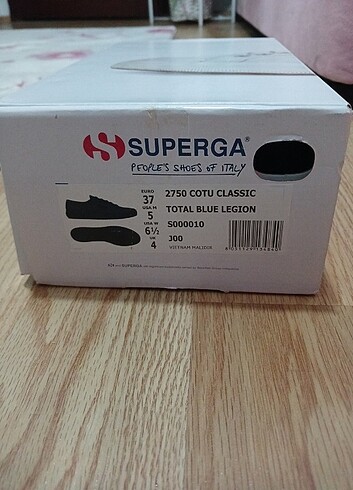 SUPERGA®
PEOPLE'S SHOES OF ITALY
EURO
37
USA M
5
USA W
6½
UK
4
2750 COTU CLASSIC
TOTAL BLUE LEGION
S000010
J00
VIETNAM